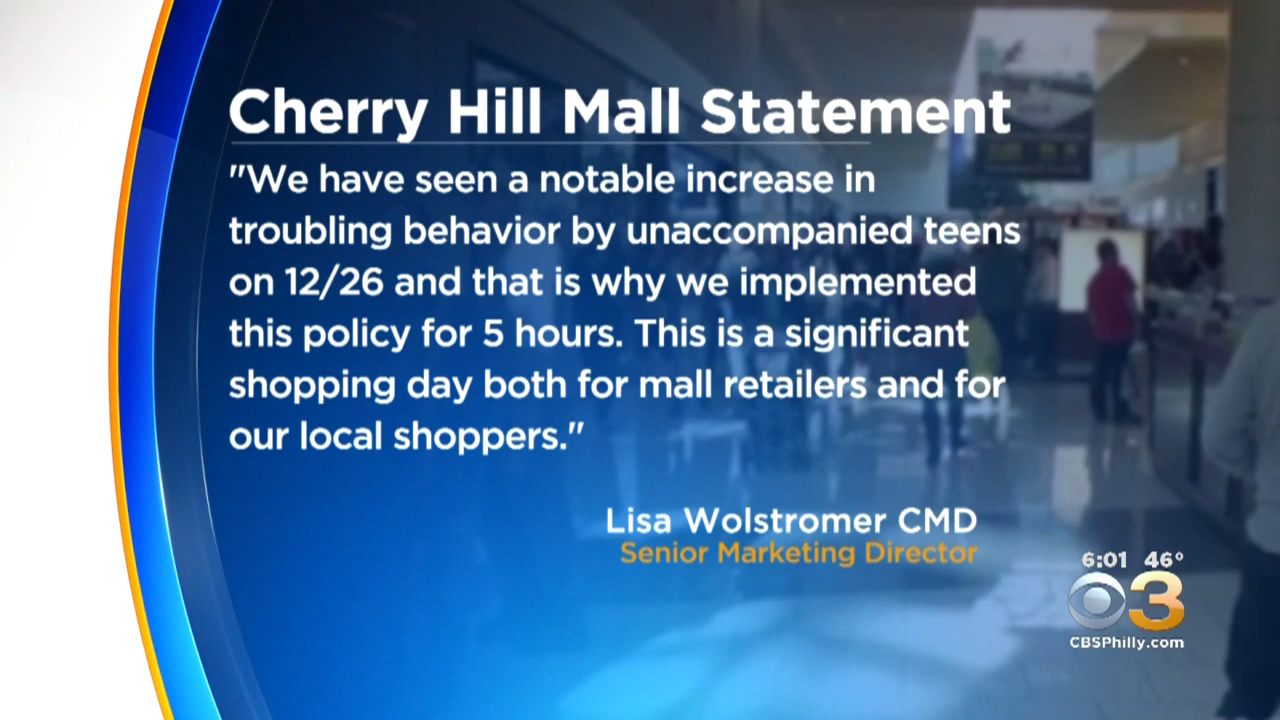 Cherry Hill Mall Statement
"We have seen a notable increase in
troubling behavior by unaccompanied teens
on 12/26 and that is why we implemented
this policy for 5 hours. This is a significant
shopping day both for mall retailers and for
our local shoppers."
Lisa Wolstromer CMD
Senior Marketing Director
6:01 46°
3
CBSPhilly.com